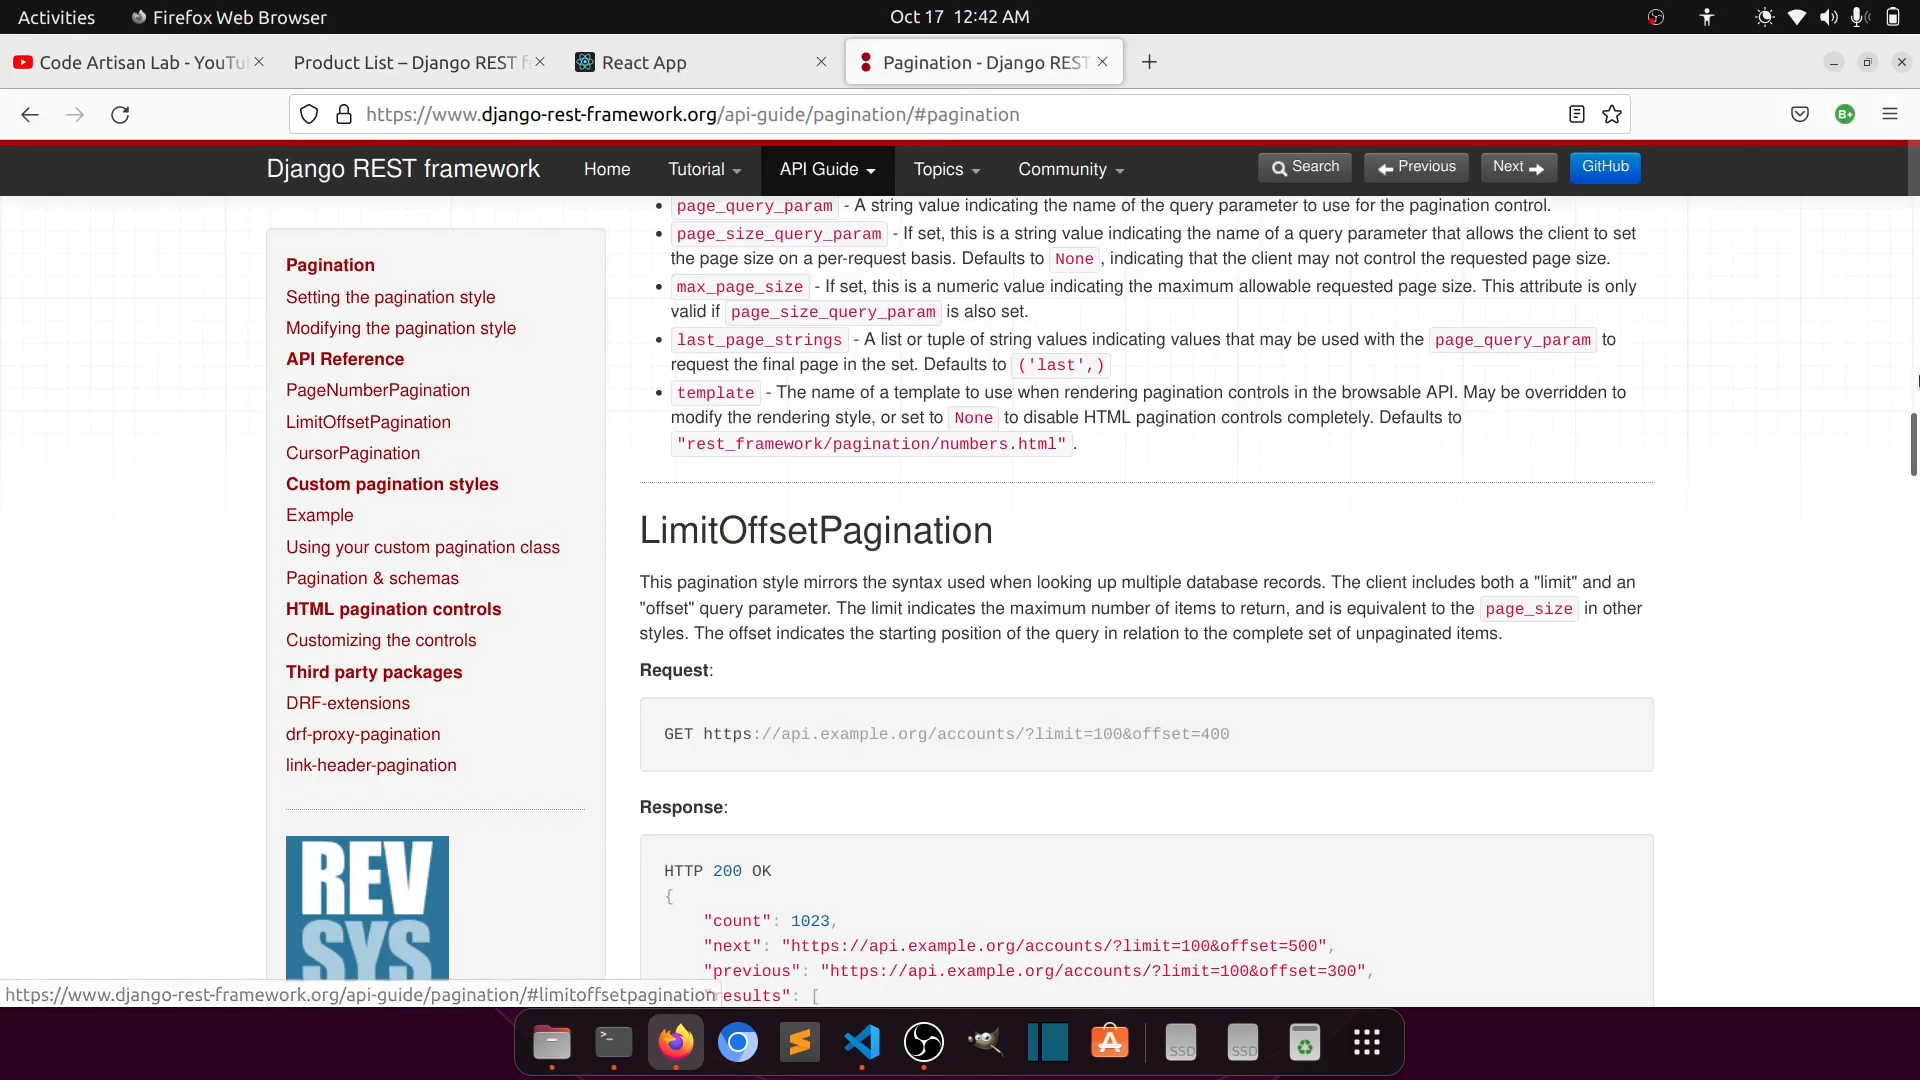 Activities
Firefox Web Browser
Oct 17 12:42 AM
Code Artisan Lab - YouTu
Product List – Django REST f
React App
Pagination - Django REST
https://www.django-rest-framework.org/api-guide/pagination/#pagination
B+
Django REST framework
Home
Tutorial
API Guide
Topics
Community
Search
Previous
Next
GitHub
Pagination
Setting the pagination style
Modifying the pagination style
API Reference
PageNumberPagination
LimitOffsetPagination
CursorPagination
Custom pagination styles
Example
Using your custom pagination class
Pagination & schemas
HTML pagination controls
Customizing the controls
Third party packages
DRF-extensions
drf-proxy-pagination
link-header-pagination
REV
SYS
page_query_param - A string value indicating the name of the query parameter to use for the pagination control.
page_size_query_param - If set, this is a string value indicating the name of a query parameter that allows the client to set
the page size on a per-request basis. Defaults to None, indicating that the client may not control the requested page size.
max_page_size - If set, this is a numeric value indicating the maximum allowable requested page size. This attribute is only
valid if page_size_query_param is also set.
last_page_strings - A list or tuple of string values indicating values that may be used with the page_query_param to
request the final page in the set. Defaults to ('last',)
template - The name of a template to use when rendering pagination controls in the browsable API. May be overridden to
modify the rendering style, or set to None to disable HTML pagination controls completely. Defaults to
"rest_framework/pagination/numbers.html".
LimitOffsetPagination
This pagination style mirrors the syntax used when looking up multiple database records. The client includes both a "limit" and an
"offset" query parameter. The limit indicates the maximum number of items to return, and is equivalent to the page_size in other
styles. The offset indicates the starting position of the query in relation to the complete set of unpaginated items.
Request:
GET https://api.example.org/accounts/?limit=100&offset=400
Response:
HTTP 200 OK
{
"count": 1023,
"next": "https://api.example.org/accounts/?limit=100&offset=500",
"previous": "https://api.example.org/accounts/?limit=100&offset=300",
"results": [
https://www.django-rest-framework.org/api-guide/pagination/#limitoffsetpagination
SSD
SSD